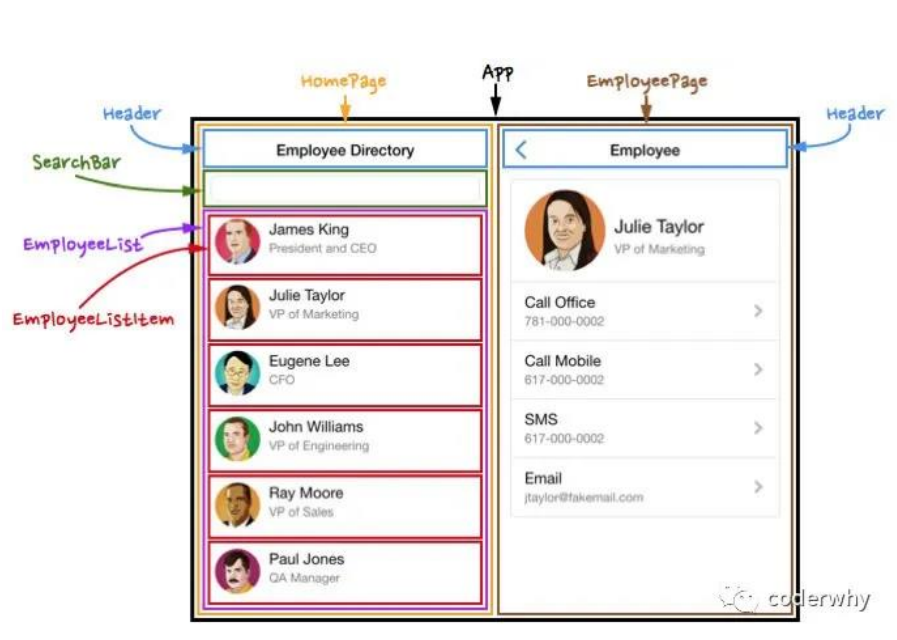 App
HomePage
EmployeePage
Header
Header
SearchBar
EmployeeList
EmployeeListItem
Employee Directory
James King
President and CEO
Julie Taylor
VP of Marketing
Eugene Lee
CFO
John Williams
VP of Engineering
Ray Moore
VP of Sales
Paul Jones
QA Manager
Employee
Julie Taylor
VP of Marketing
Call Office
781-000-0002
Call Mobile
617-000-0002
SMS
617-000-0002
Email
jtaylor@fakemail.com
coderwhy